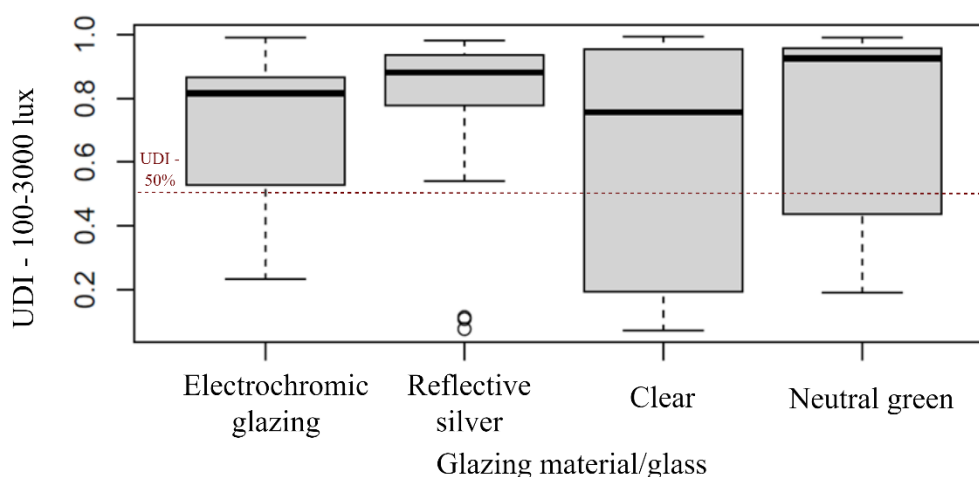 UDI - 100-3000 lux
1.0
0.8
0.6
0.4
0.2
UDI -
50%
Electrochromic
glazing
Reflective
silver
Clear
Neutral green
Glazing material/glass